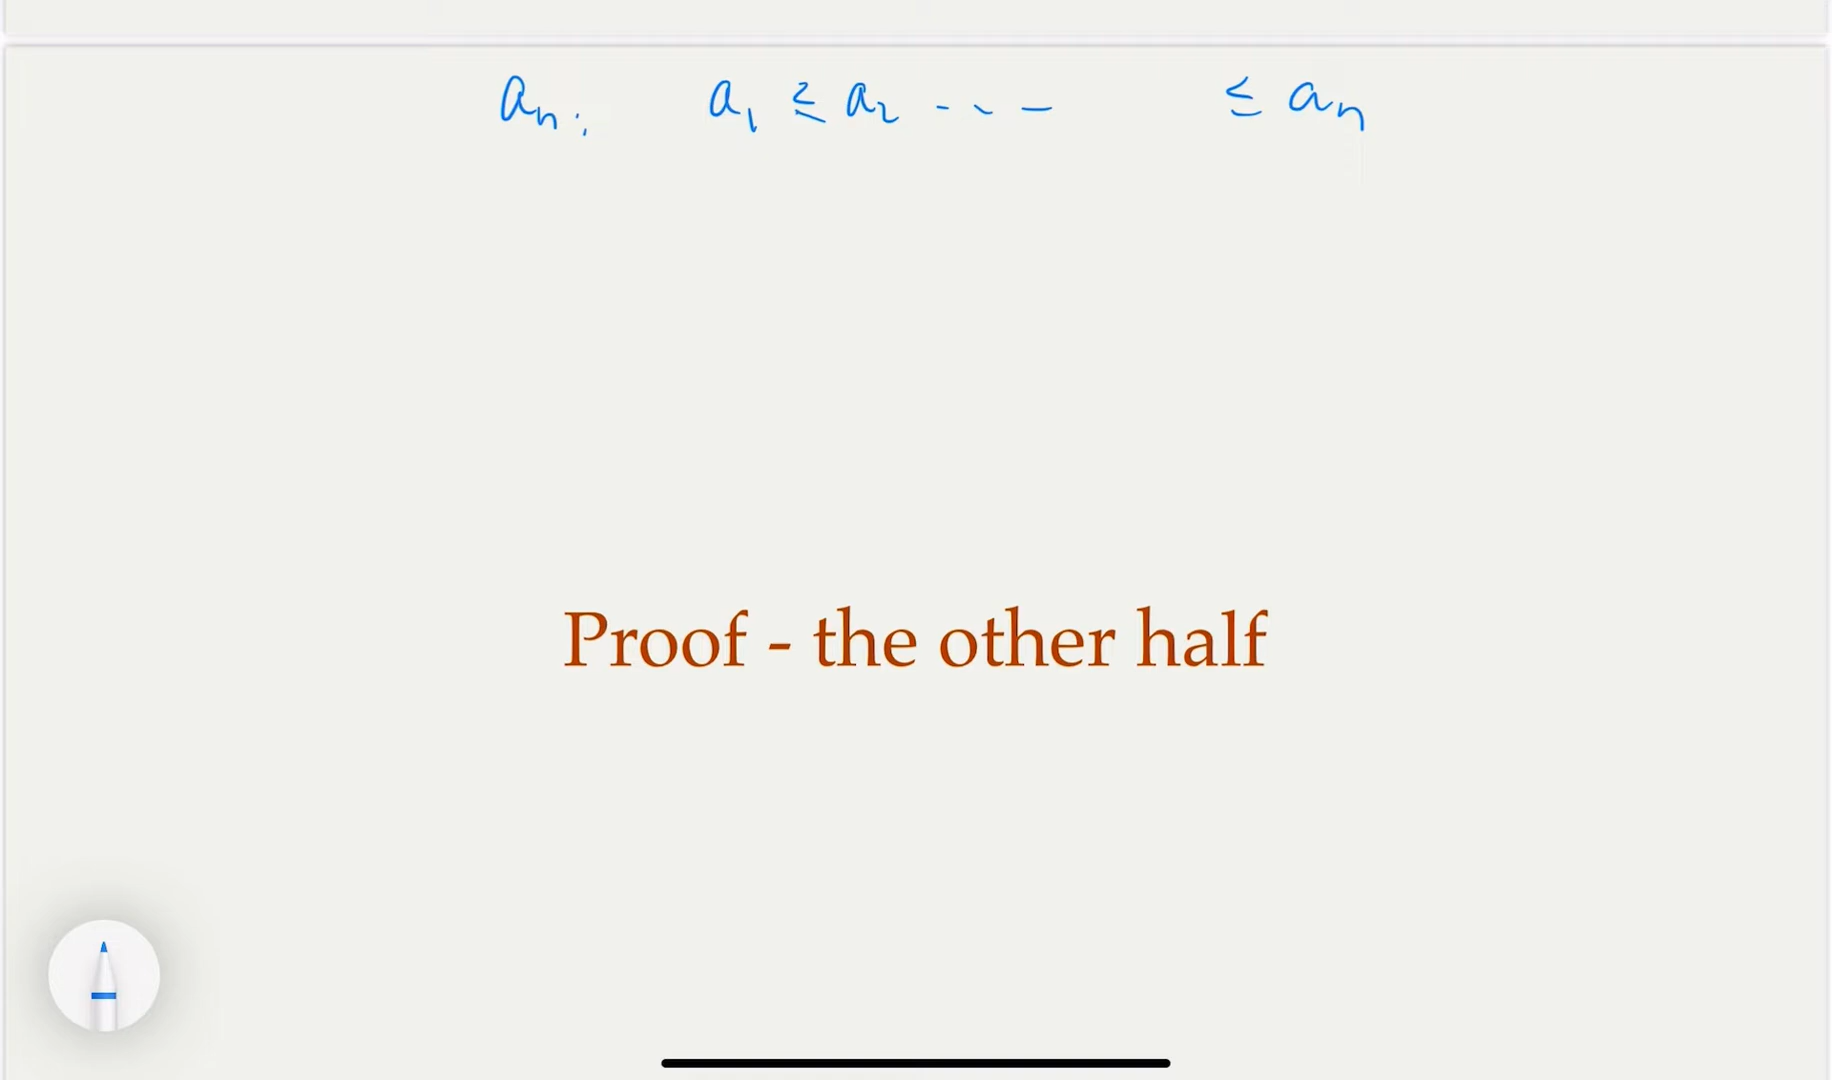 aₙ: a₁ ≤ a₂ - - - ≤ aₙ
Proof - the other half